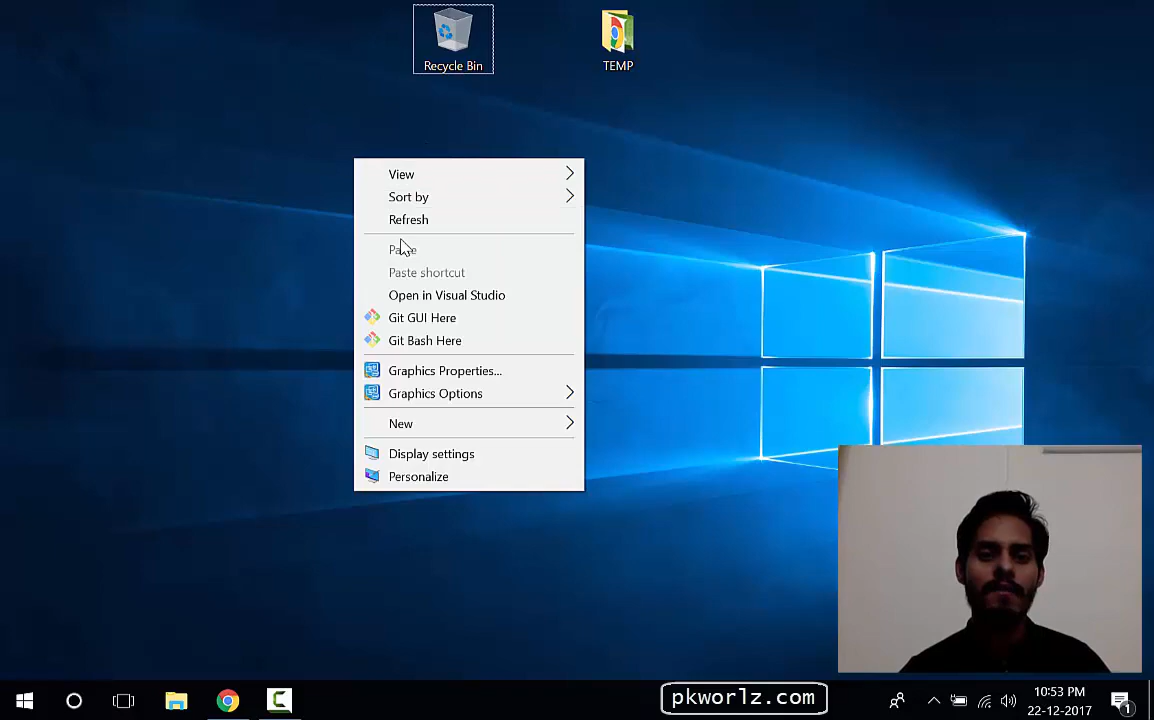 Recycle Bin
TEMP
View
Sort by
Refresh
Paste shortcut
Open in Visual Studio
Git GUI Here
Git Bash Here
Graphics Properties...
Graphics Options
New
Display settings
Personalize
pkworlz.com
10:53 PM
22-12-2017
1